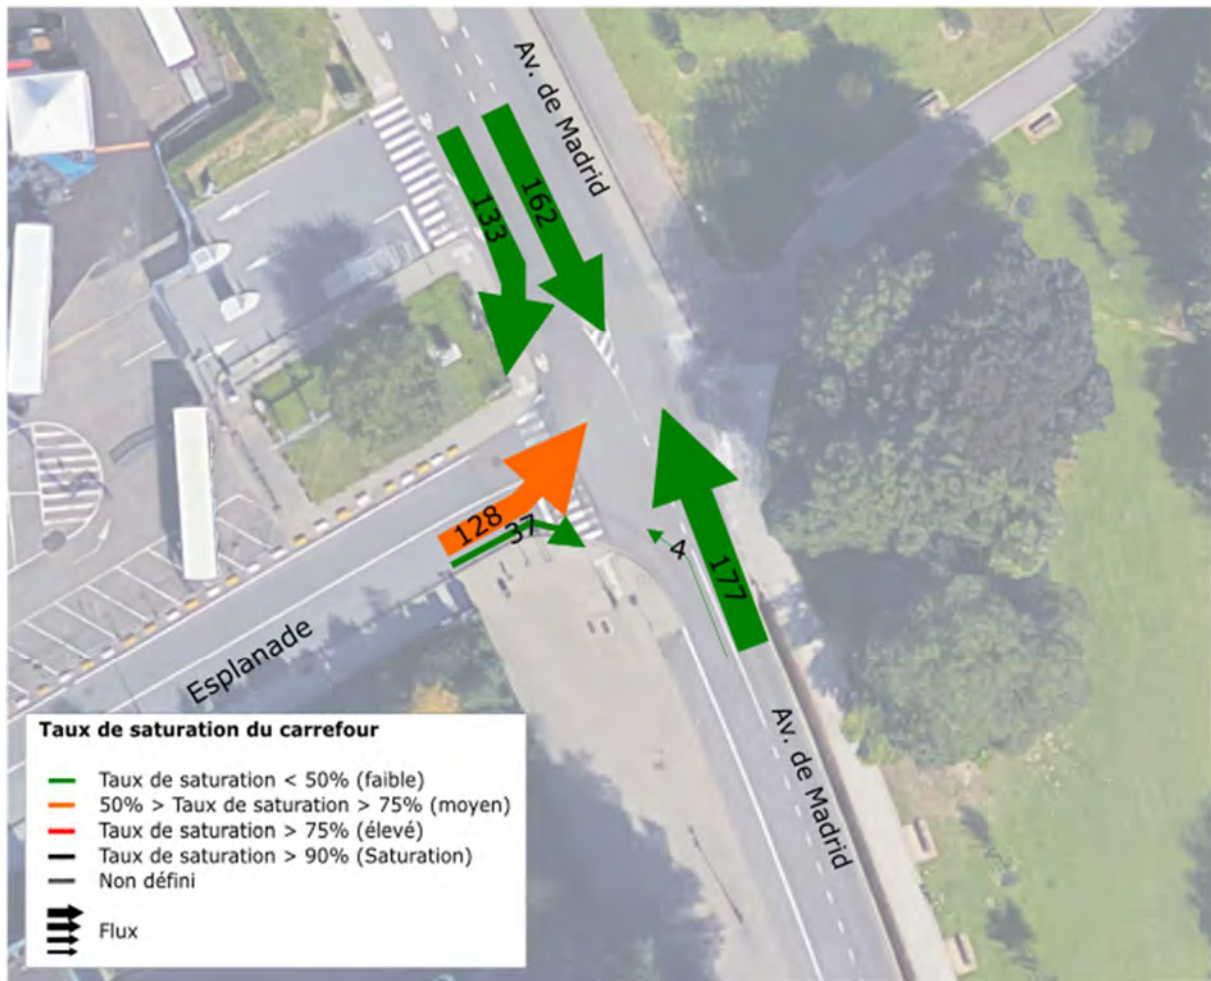 Av. de Madrid
133
162
128
37
4
177
Esplanade
Av. de Madrid
Taux de saturation du carrefour
Taux de saturation < 50% (faible)
50% > Taux de saturation > 75% (moyen)
Taux de saturation > 75% (élevé)
Taux de saturation > 90% (Saturation)
Non défini
Flux